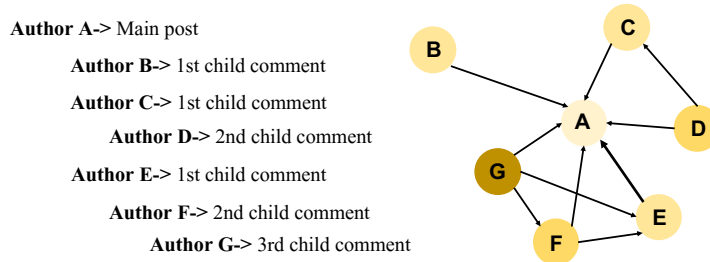 Author A-> Main post
Author B-> 1st child comment
Author C-> 1st child comment
Author D-> 2nd child comment
Author E-> 1st child comment
Author F-> 2nd child comment
Author G-> 3rd child comment
B
C
A
D
G
E
F